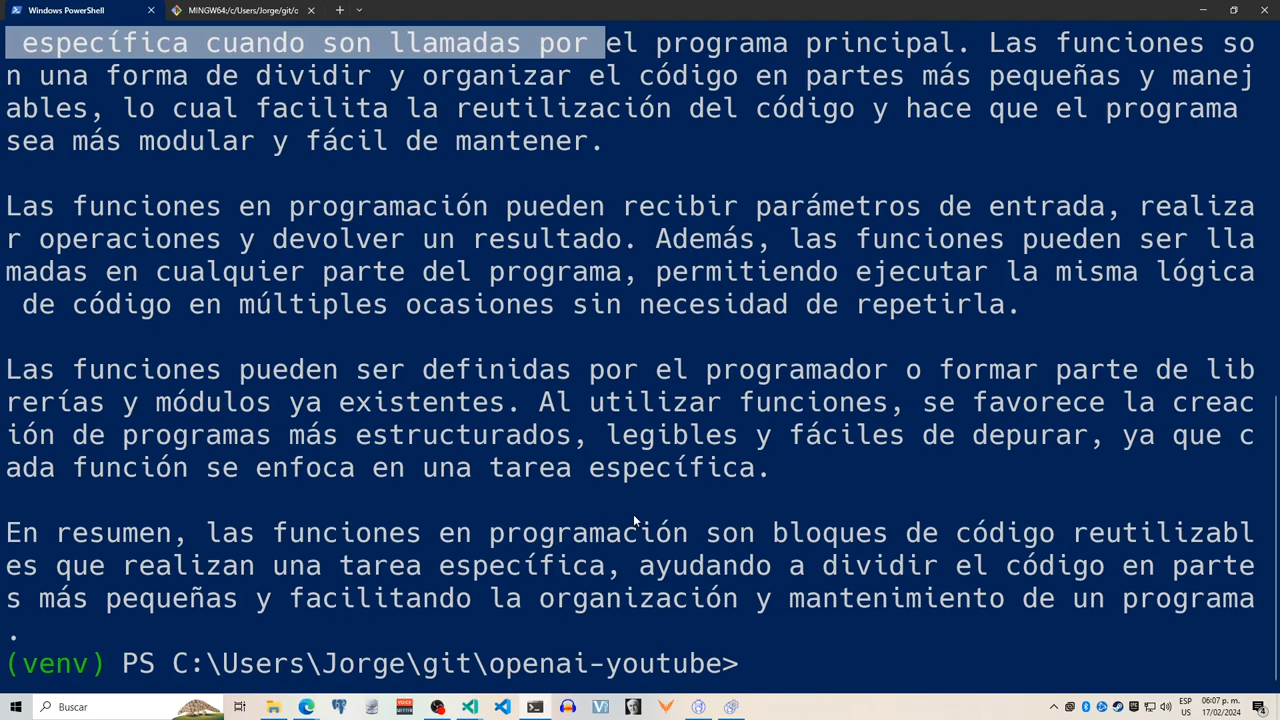 Windows PowerShell
MINGW64:/c/Users/Jorge/git/c
específica cuando son llamadas por el programa principal. Las funciones so
n una forma de dividir y organizar el código en partes más pequeñas y manej
ables, lo cual facilita la reutilización del código y hace que el programa
sea más modular y fácil de mantener.
Las funciones en programación pueden recibir parámetros de entrada, realiza
r operaciones y devolver un resultado. Además, las funciones pueden ser lla
madas en cualquier parte del programa, permitiendo ejecutar la misma lógica
de código en múltiples ocasiones sin necesidad de repetirla.
Las funciones pueden ser definidas por el programador o formar parte de lib
rerías y módulos ya existentes. Al utilizar funciones, se favorece la creac
ión de programas más estructurados, legibles y fáciles de depurar, ya que c
ada función se enfoca en una tarea específica.
En resumen, las funciones en programación son bloques de código reutilizabl
es que realizan una tarea específica, ayudando a dividir el código en parte
s más pequeñas y facilitando la organización y mantenimiento de un programa
.
(venv) PS C:\Users\Jorge\git\openai-youtube>
Buscar
ESP
US
06:07 p. m.
17/02/2024